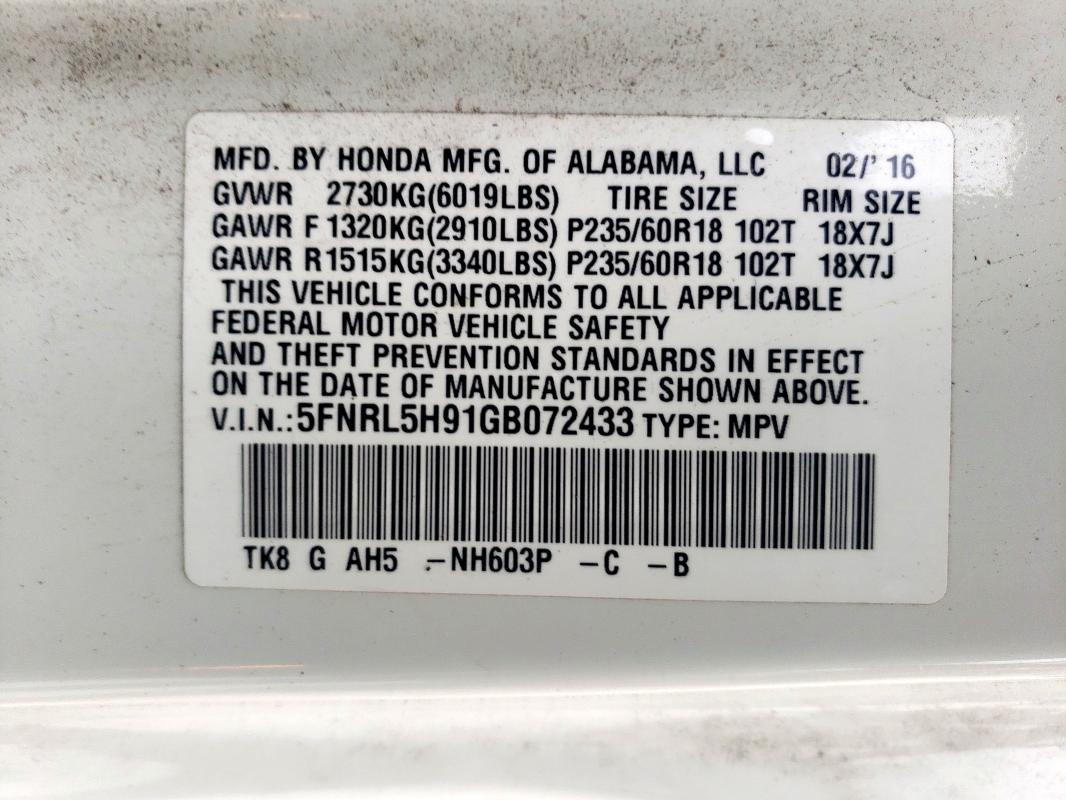 MFD. BY HONDA MFG. OF ALABAMA, LLC 02/' 16
GVWR 2730KG(6019LBS) TIRE SIZE RIM SIZE
GAWR F 1320KG(2910LBS) P235/60R18 102T 18X7J
GAWR R1515KG(3340LBS) P235/60R18 102T 18X7J
THIS VEHICLE CONFORMS TO ALL APPLICABLE
FEDERAL MOTOR VEHICLE SAFETY
AND THEFT PREVENTION STANDARDS IN EFFECT
ON THE DATE OF MANUFACTURE SHOWN ABOVE.
V.I.N.:5FNRL5H91GB072433 TYPE: MPV
TK8 G AH5 -NH603P -C -B